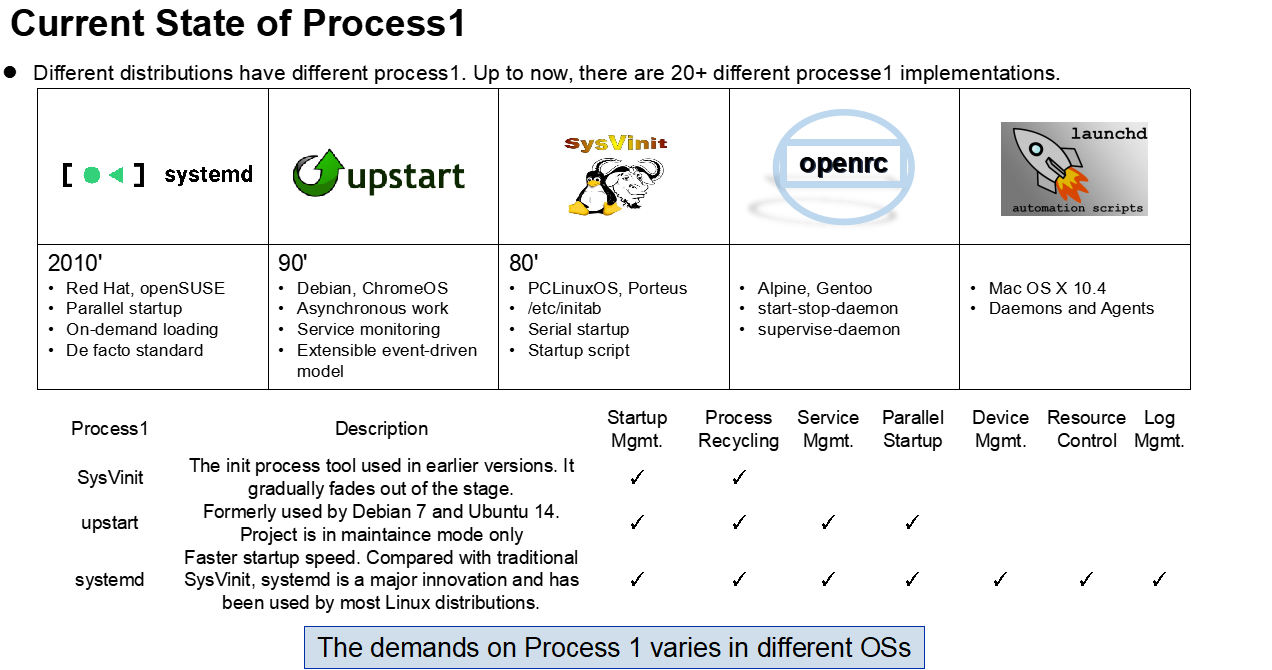 Current State of Process1
● Different distributions have different process1. Up to now, there are 20+ different processe1 implementations.
[●◀] systemd
upstart
SysVinit
openrc
launchd
automation scripts
2010'
• Red Hat, openSUSE
• Parallel startup
• On-demand loading
• De facto standard
90'
• Debian, ChromeOS
• Asynchronous work
• Service monitoring
• Extensible event-driven
model
80'
• PCLinuxOS, Porteus
• /etc/initab
• Serial startup
• Startup script
• Alpine, Gentoo
• start-stop-daemon
• supervise-daemon
• Mac OS X 10.4
• Daemons and Agents
Process1
Description
Startup
Mgmt.
Process
Recycling
Service
Mgmt.
Parallel
Startup
Device
Mgmt.
Resource
Control
Log
Mgmt.
SysVinit
The init process tool used in earlier versions. It
gradually fades out of the stage.
✓ ✓
upstart
Formerly used by Debian 7 and Ubuntu 14.
Project is in maintaince mode only
✓ ✓ ✓ ✓
systemd
Faster startup speed. Compared with traditional
SysVinit, systemd is a major innovation and has
been used by most Linux distributions.
✓ ✓ ✓ ✓ ✓ ✓ ✓
The demands on Process 1 varies in different OSs